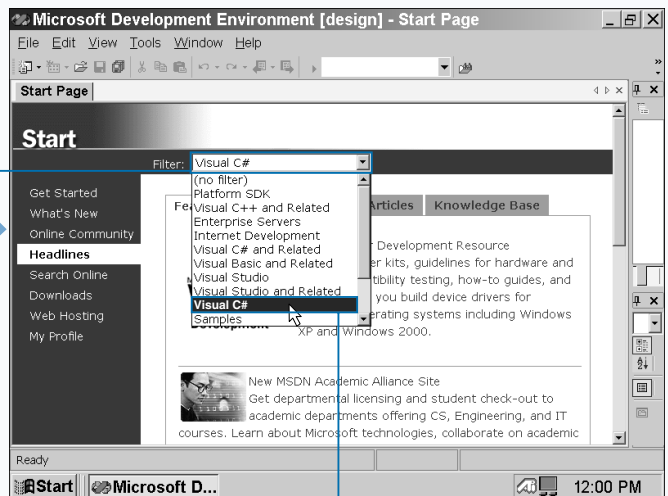 Microsoft Development Environment [design] - Start Page
File Edit View Tools Window Help
Start Page
Start
Filter: Visual C#
(no filter)
Platform SDK
Visual C++ and Related
Enterprise Servers
Internet Development
Visual C# and Related
Visual Basic and Related
Visual Studio
Visual Studio and Related
Visual C#
Samples
Get Started
What's New
Online Community
Headlines
Search Online
Downloads
Web Hosting
My Profile
Articles Knowledge Base
Development Resource
kits, guidelines for hardware and
testing, how-to guides, and
you build device drivers for
systems including Windows
XP and Windows 2000.
New MSDN Academic Alliance Site
Get departmental licensing and student check-out to
academic departments offering CS, Engineering, and IT
courses. Learn about Microsoft technologies, collaborate on academic
Ready
Start Microsoft D... 12:00 PM